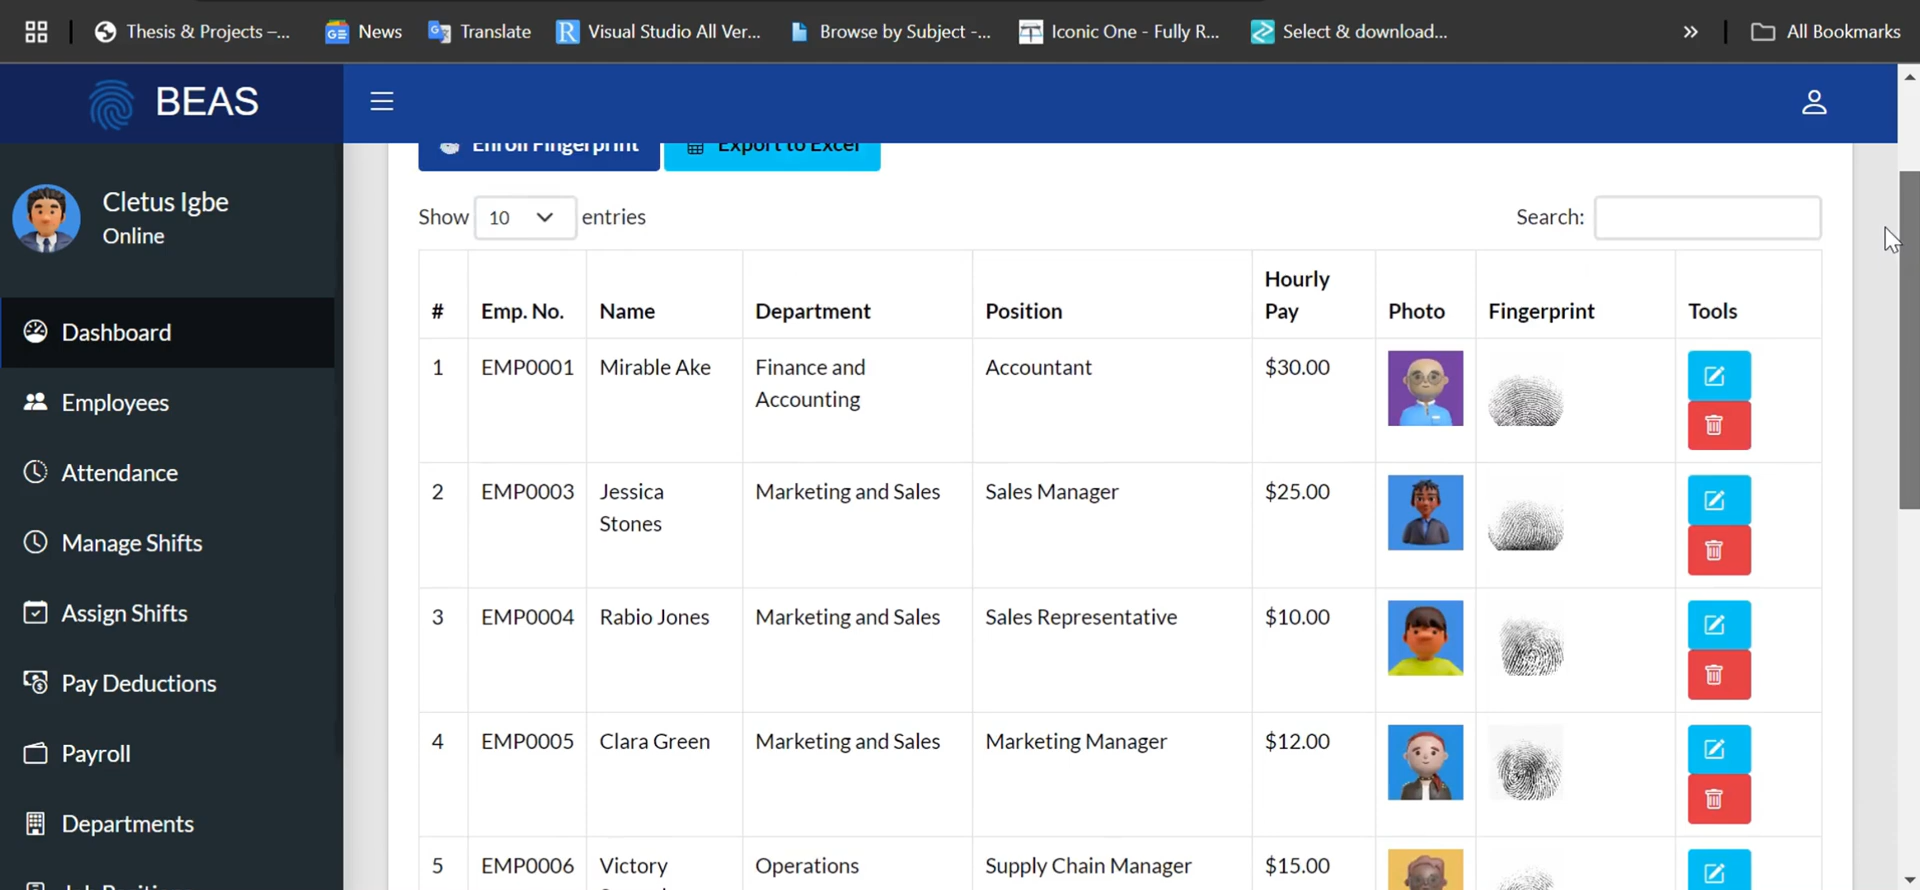 Thesis & Projects –...
News
Translate
Visual Studio All Ver...
Browse by Subject -...
Iconic One - Fully R...
Select & download...
»
All Bookmarks
BEAS
Enroll Fingerprint
Export to Excel
Cletus Igbe
Online
Show 10 entries
Search:
Dashboard
Employees
Attendance
Manage Shifts
Assign Shifts
Pay Deductions
Payroll
Departments
# Emp. No. Name Department Position Hourly Pay Photo Fingerprint Tools
1 EMP0001 Mirable Ake Finance and Accounting Accountant $30.00
2 EMP0003 Jessica Stones Marketing and Sales Sales Manager $25.00
3 EMP0004 Rabio Jones Marketing and Sales Sales Representative $10.00
4 EMP0005 Clara Green Marketing and Sales Marketing Manager $12.00
5 EMP0006 Victory Operations Supply Chain Manager $15.00